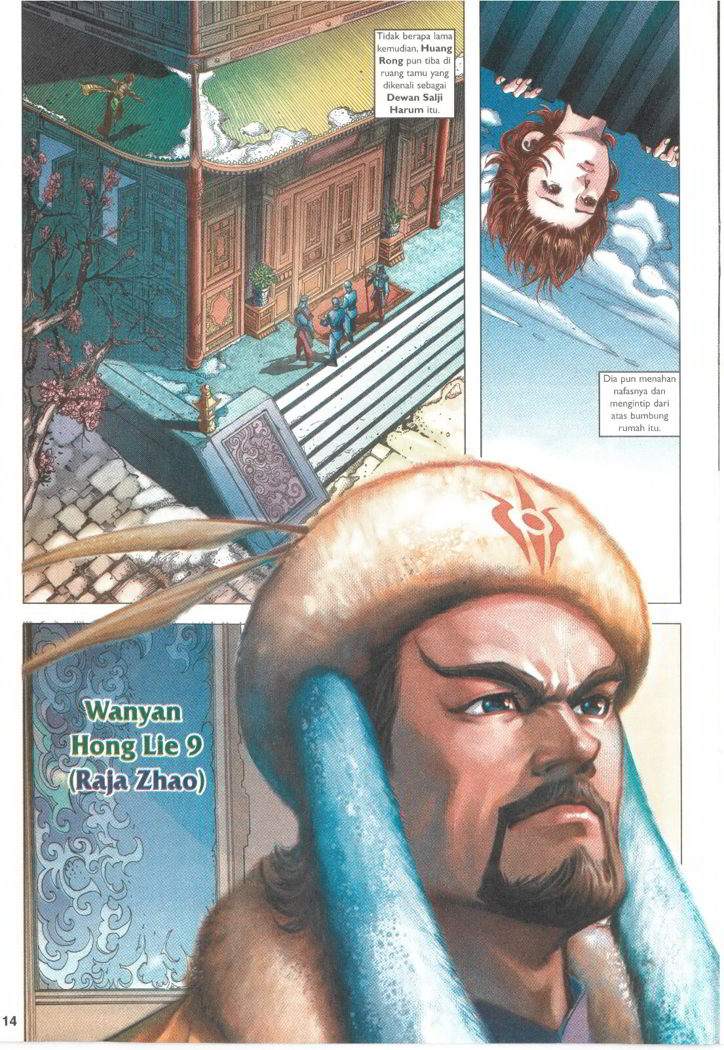 Tidak berapa lama
kemudian, Huang
Rong pun tiba di
ruang tamu yang
dikenali sebagai
Dewan Salji
Harum itu.
Dia pun menahan
nafasnya dan
mengintip dari
atas bumbung
rumah itu.
Wanyan
Hong Lie 9
(Raja Zhao)
14